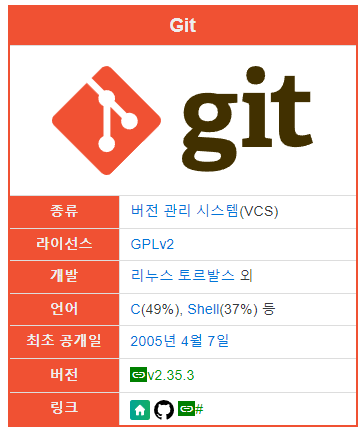 Git
git
종류 버전 관리 시스템(VCS)
라이선스 GPLv2
개발 리누스 토르발스 외
언어 C(49%), Shell(37%) 등
최초 공개일 2005년 4월 7일
버전 v2.35.3
링크 #